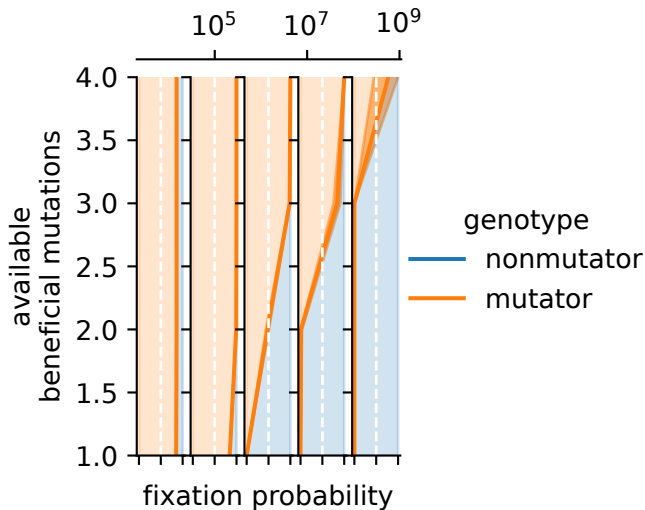 10^5 10^7 10^9
4.0
3.5
3.0
2.5
2.0
1.5
1.0
available
beneficial mutations
fixation probability
genotype
nonmutator
mutator